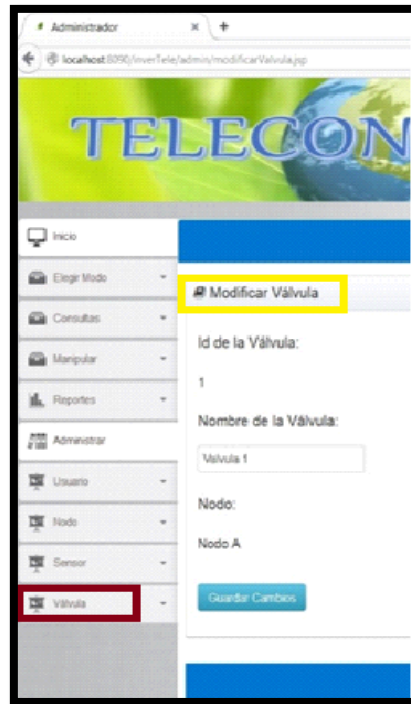 Administrador
localhost:8090/InverTele/admin/modificarValvula.jsp
TELECON
Inicio
Elegir Modo
Consultas
Manipular
Reportes
Administrar
Usuario
Nodo
Sensor
Válvula
Modificar Válvula
Id de la Válvula:
1
Nombre de la Válvula:
Valvula 1
Nodo:
Nodo A
Guardar Cambios